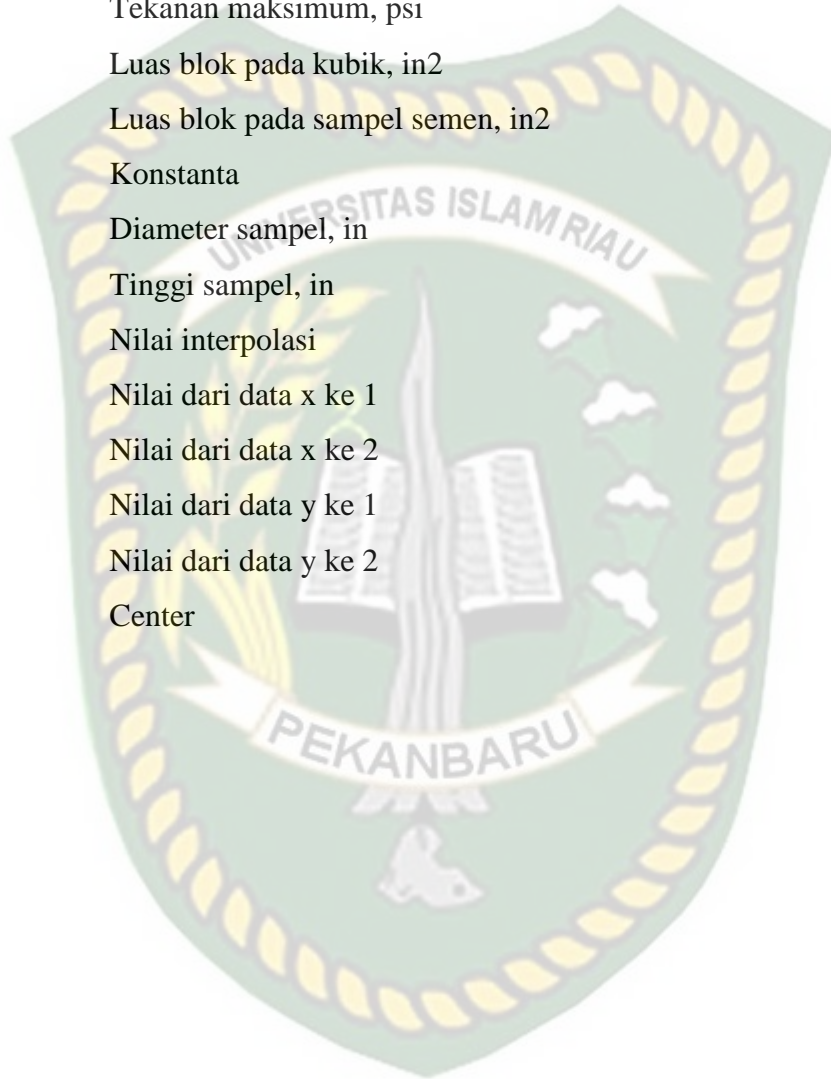 Tekanan maksimum, psi
Luas blok pada kubik, in2
Luas blok pada sampel semen, in2
Konstanta
UNIVERSITAS ISLAM RIAU
Diameter sampel, in
Tinggi sampel, in
Nilai interpolasi
Nilai dari data x ke 1
Nilai dari data x ke 2
Nilai dari data y ke 1
Nilai dari data y ke 2
Center
PEKANBARU